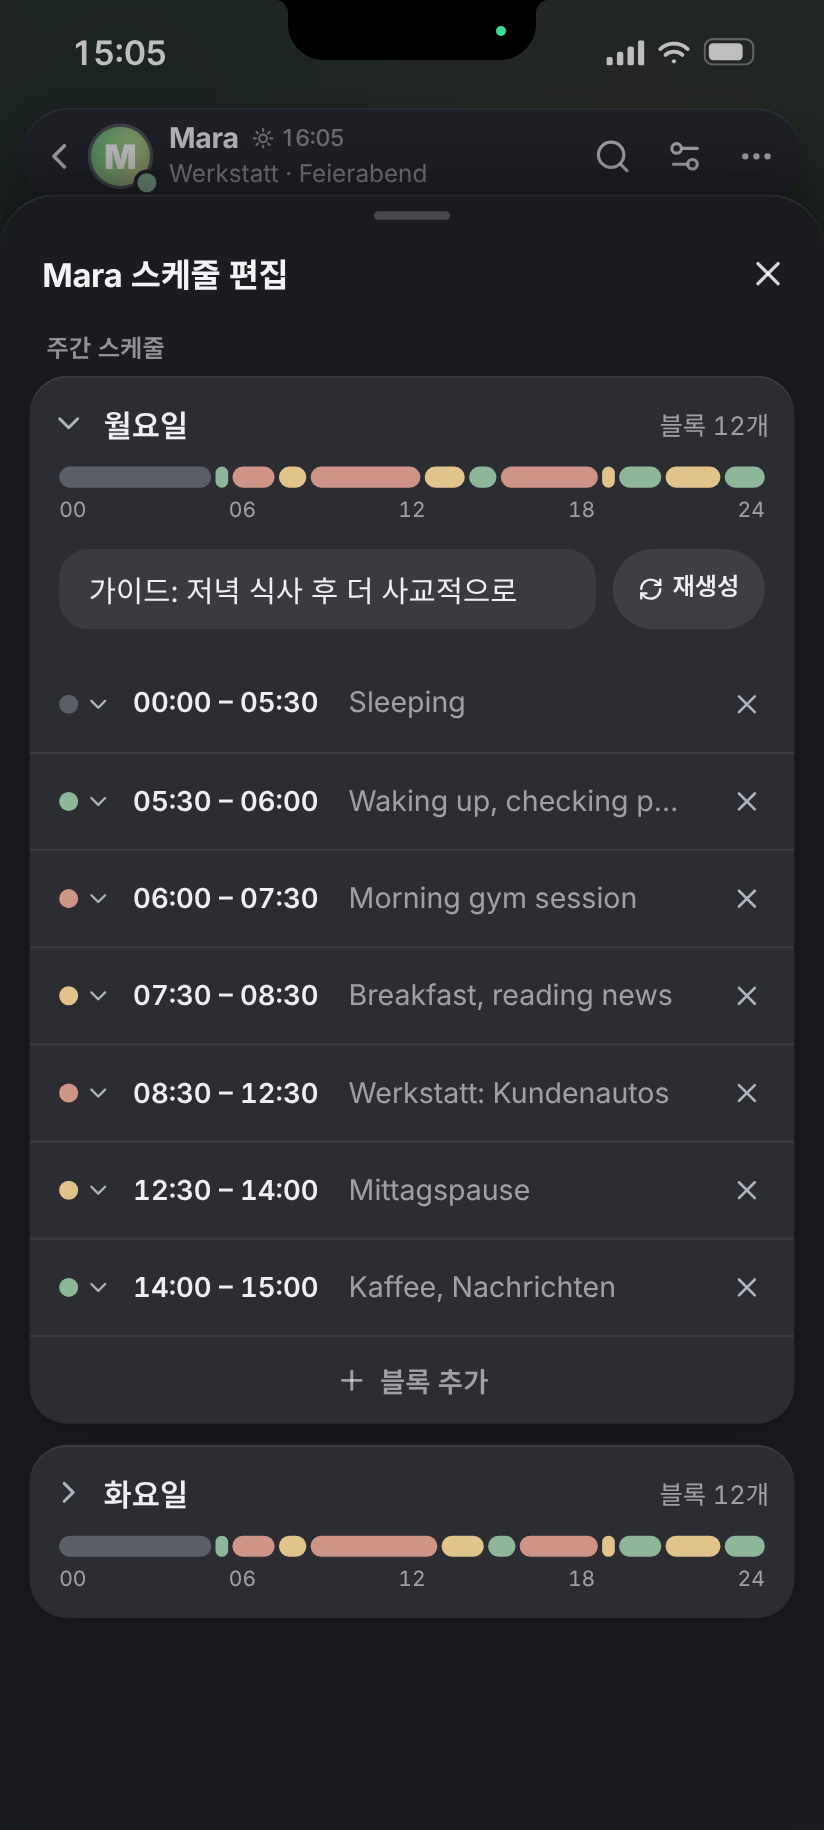 15:05
M
Mara 16:05
Werkstatt · Feierabend
Mara 스케줄 편집
주간 스케줄
월요일 블록 12개
00 06 12 18 24
가이드: 저녁 식사 후 더 사교적으로 재생성
00:00 – 05:30 Sleeping
05:30 – 06:00 Waking up, checking p...
06:00 – 07:30 Morning gym session
07:30 – 08:30 Breakfast, reading news
08:30 – 12:30 Werkstatt: Kundenautos
12:30 – 14:00 Mittagspause
14:00 – 15:00 Kaffee, Nachrichten
+ 블록 추가
화요일 블록 12개
00 06 12 18 24